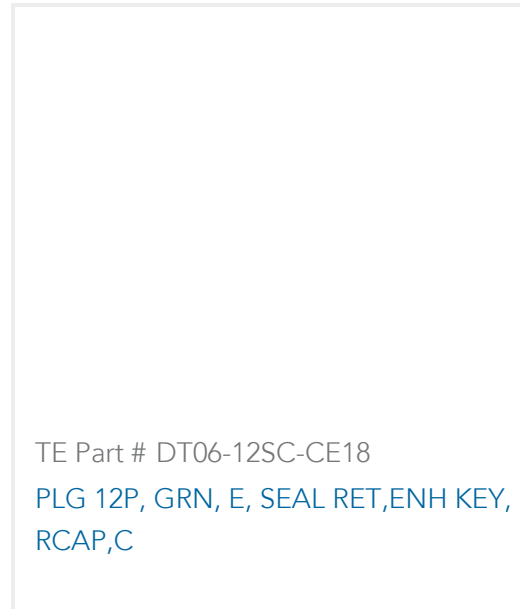 TE Part # DT06-12SC-CE18
PLG 12P, GRN, E, SEAL RET,ENH KEY,
RCAP,C